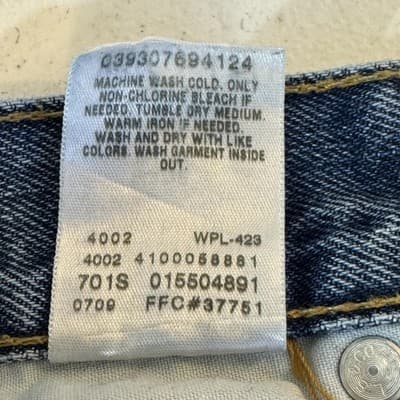 039307694124
MACHINE WASH COLD. ONLY
NON-CHLORINE BLEACH IF
NEEDED. TUMBLE DRY MEDIUM.
WARM IRON IF NEEDED.
WASH AND DRY WITH LIKE
COLORS. WASH GARMENT INSIDE
OUT.
4002 WPL-423
4002 4100058881
701S 015504891
0709 FFC#37751